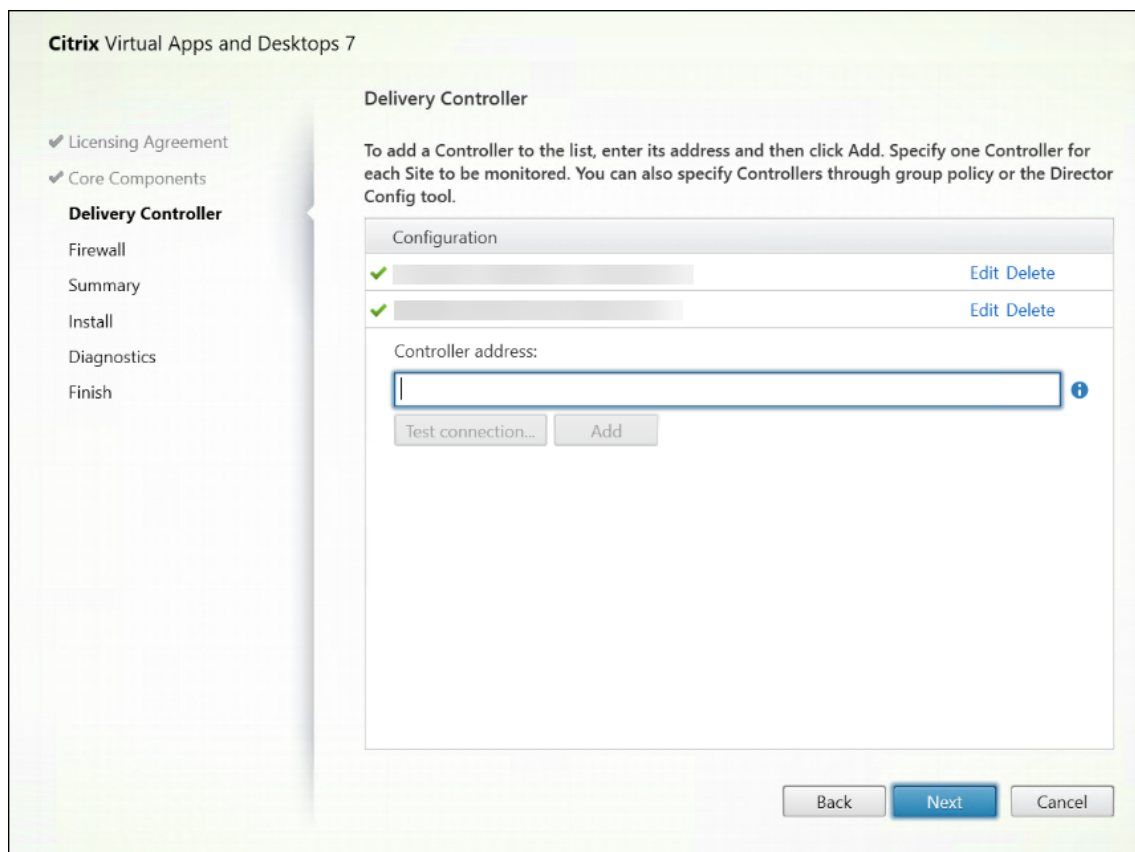 Citrix Virtual Apps and Desktops 7
Licensing Agreement
Core Components
Delivery Controller
Firewall
Summary
Install
Diagnostics
Finish
Delivery Controller
To add a Controller to the list, enter its address and then click Add. Specify one Controller for
each Site to be monitored. You can also specify Controllers through group policy or the Director
Config tool.
Configuration
Edit Delete
Edit Delete
Controller address:
Test connection...  Add
Back  Next  Cancel